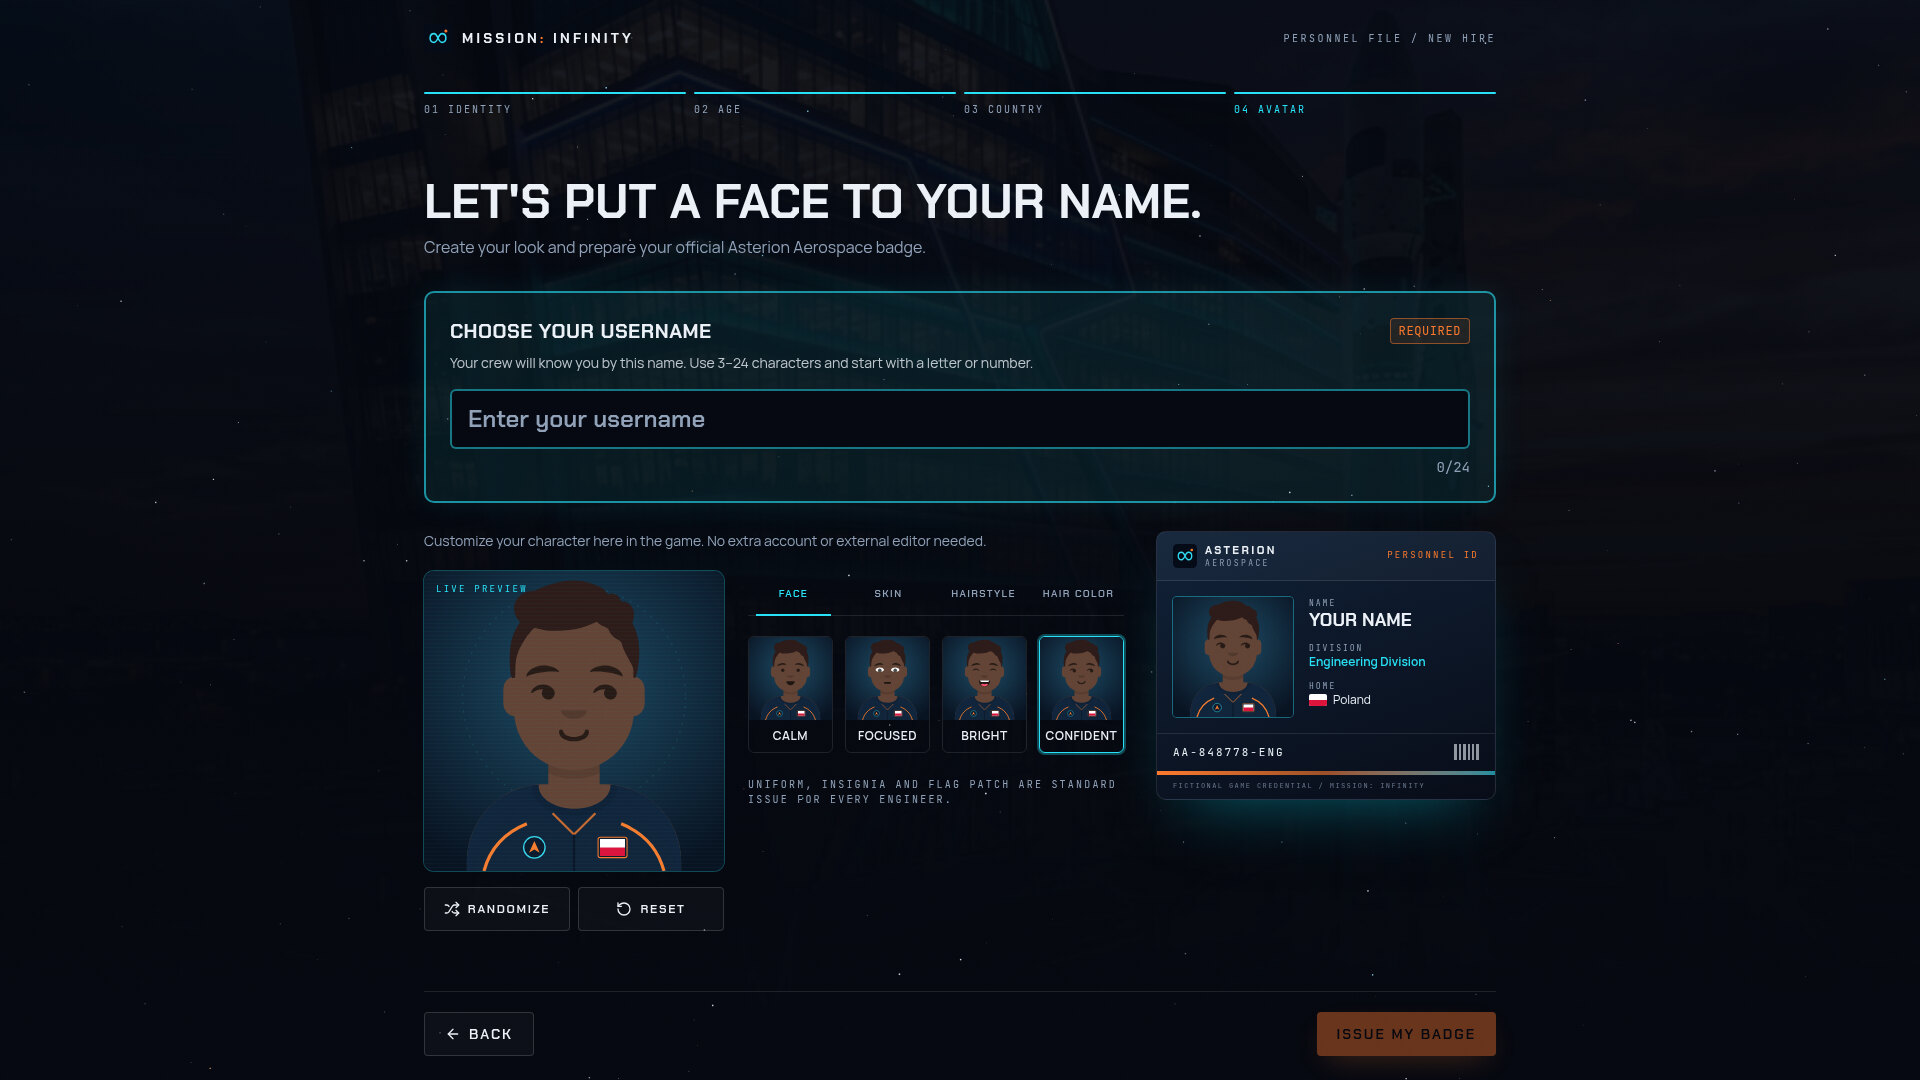 MISSION: INFINITY
PERSONNEL FILE / NEW HIRE
01 IDENTITY
02 AGE
03 COUNTRY
04 AVATAR
LET'S PUT A FACE TO YOUR NAME.
Create your look and prepare your official Asterion Aerospace badge.
CHOOSE YOUR USERNAME
REQUIRED
Your crew will know you by this name. Use 3–24 characters and start with a letter or number.
Enter your username
0/24
Customize your character here in the game. No extra account or external editor needed.
LIVE PREVIEW
FACE
SKIN
HAIRSTYLE
HAIR COLOR
CALM
FOCUSED
BRIGHT
CONFIDENT
UNIFORM, INSIGNIA AND FLAG PATCH ARE STANDARD
ISSUE FOR EVERY ENGINEER.
RANDOMIZE
RESET
ASTERION
AEROSPACE
PERSONNEL ID
NAME
YOUR NAME
DIVISION
Engineering Division
HOME
Poland
AA-848778-ENG
FICTIONAL GAME CREDENTIAL / MISSION: INFINITY
BACK
ISSUE MY BADGE